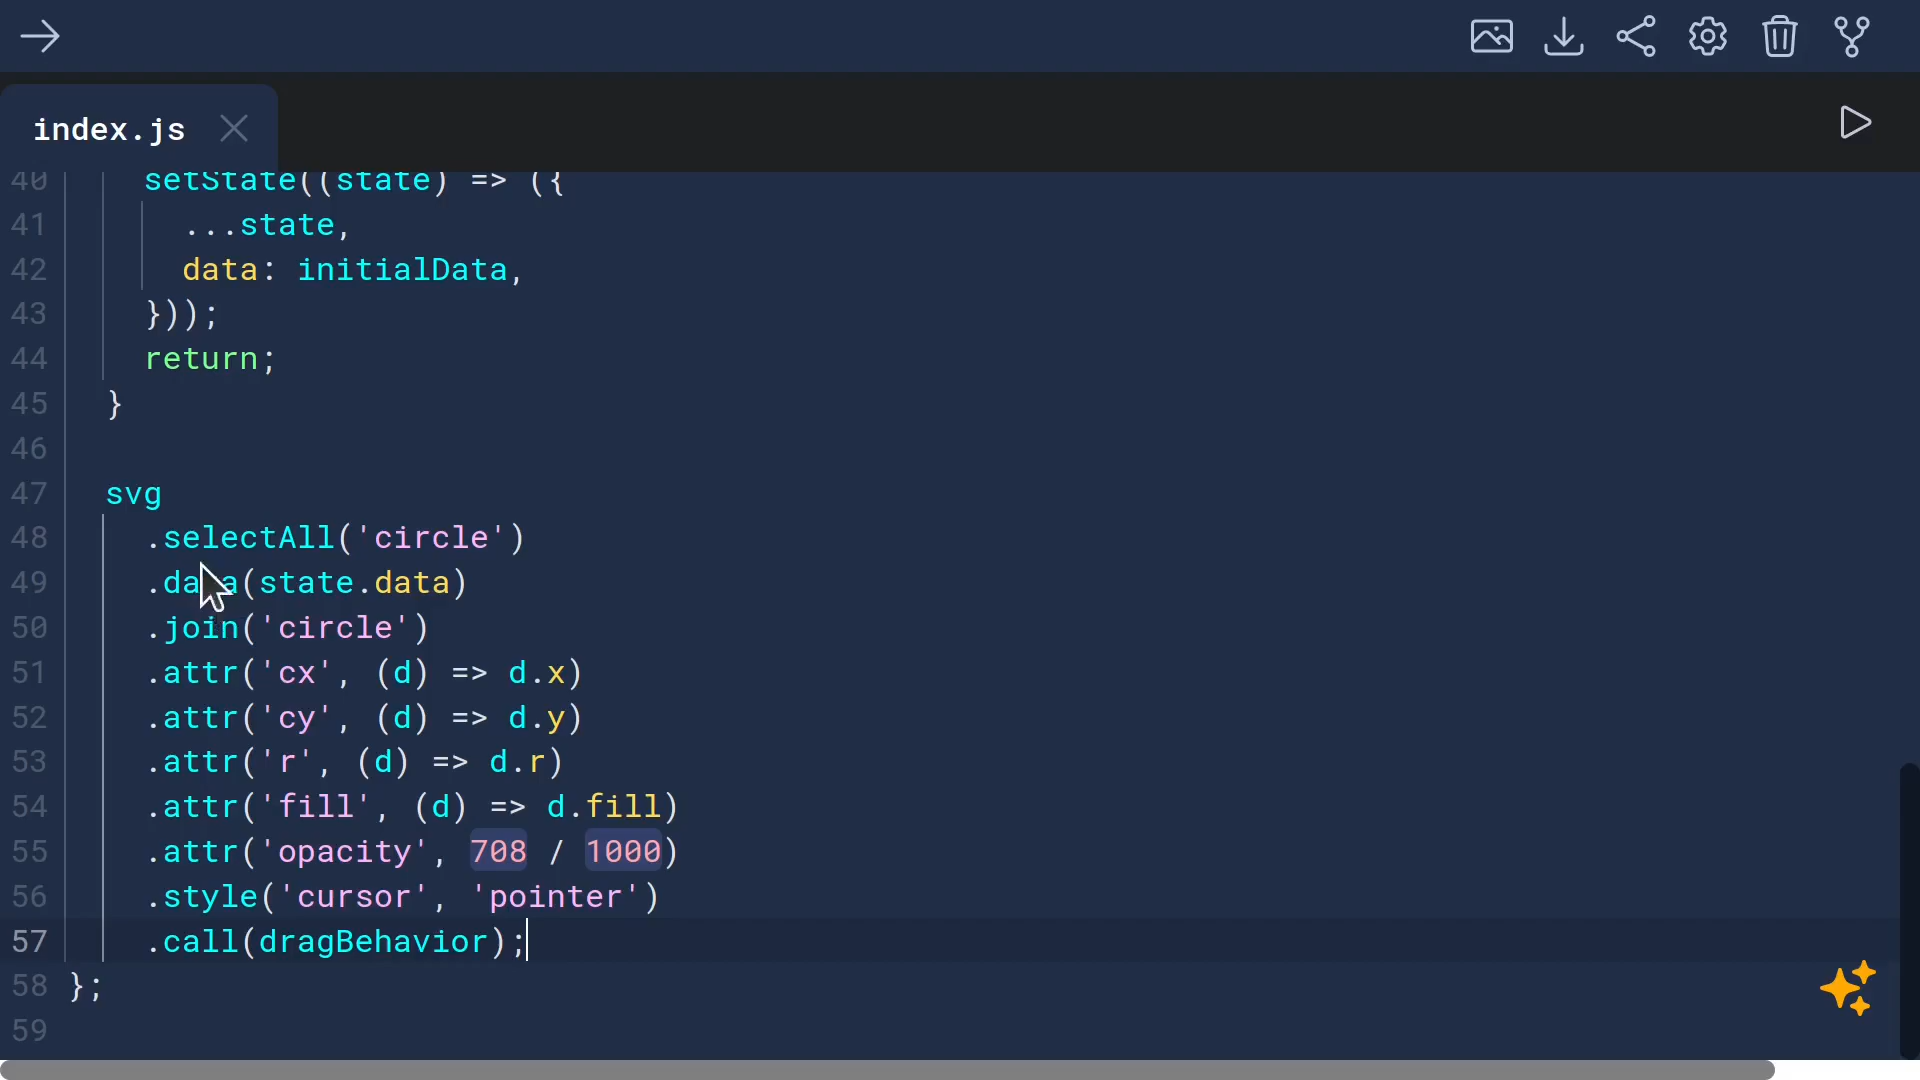 index.js
40 setState((state) => ({
41 ...state,
42 data: initialData,
43 }));
44 return;
45 }
46
47 svg
48 .selectAll('circle')
49 .data(state.data)
50 .join('circle')
51 .attr('cx', (d) => d.x)
52 .attr('cy', (d) => d.y)
53 .attr('r', (d) => d.r)
54 .attr('fill', (d) => d.fill)
55 .attr('opacity', 708 / 1000)
56 .style('cursor', 'pointer')
57 .call(dragBehavior);
58 };
59